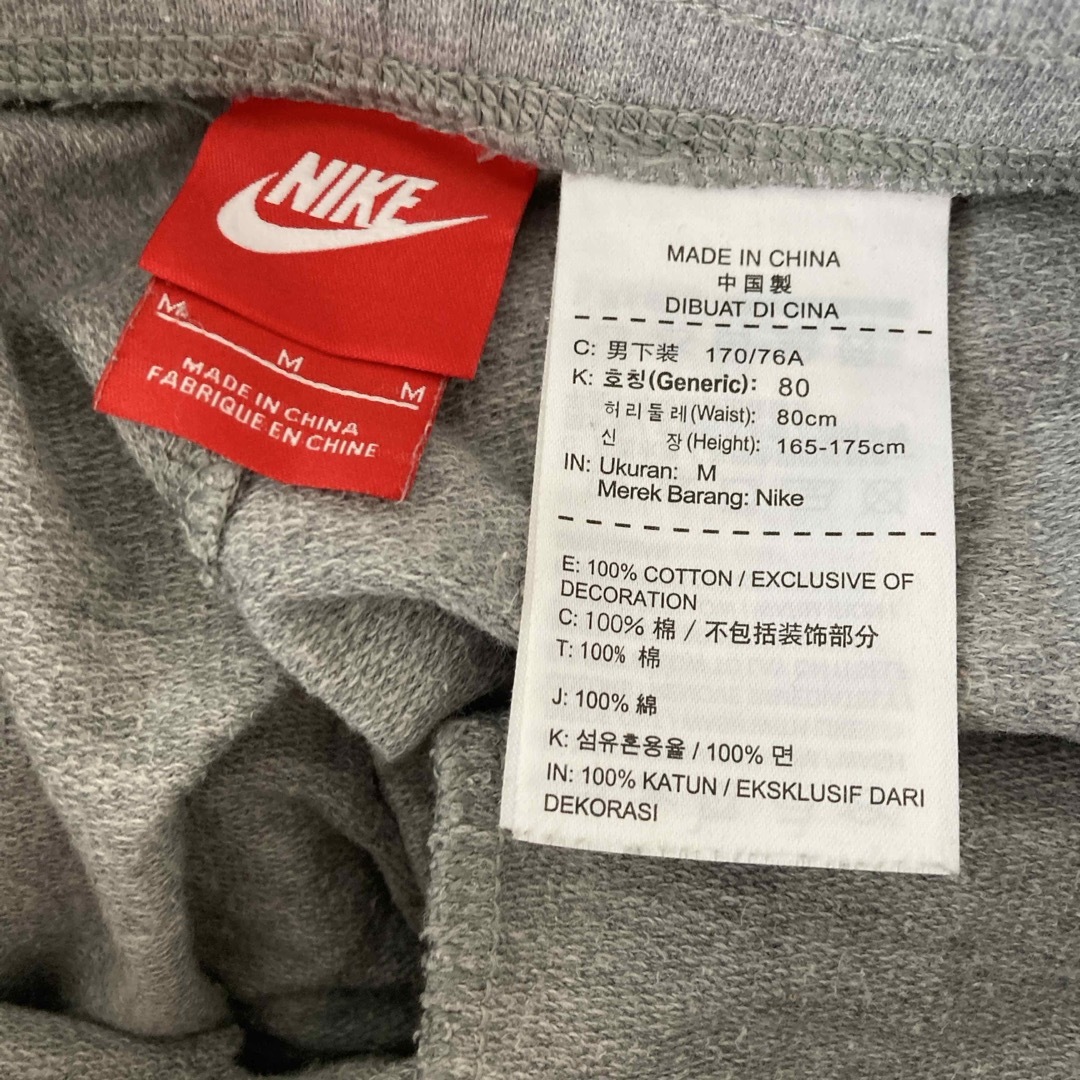 NIKE
M M M
MADE IN CHINA
FABRIQUE EN CHINE
MADE IN CHINA
中国製
DIBUAT DI CINA
C: 男下装 170/76A
K: 호칭(Generic): 80
허리둘레(Waist): 80cm
신 장(Height): 165-175cm
IN: Ukuran: M
Merek Barang: Nike
E: 100% COTTON / EXCLUSIVE OF
DECORATION
C: 100% 棉 / 不包括装饰部分
T: 100% 棉
J: 100% 綿
K: 섬유혼용율 / 100% 면
IN: 100% KATUN / EKSKLUSIF DARI
DEKORASI